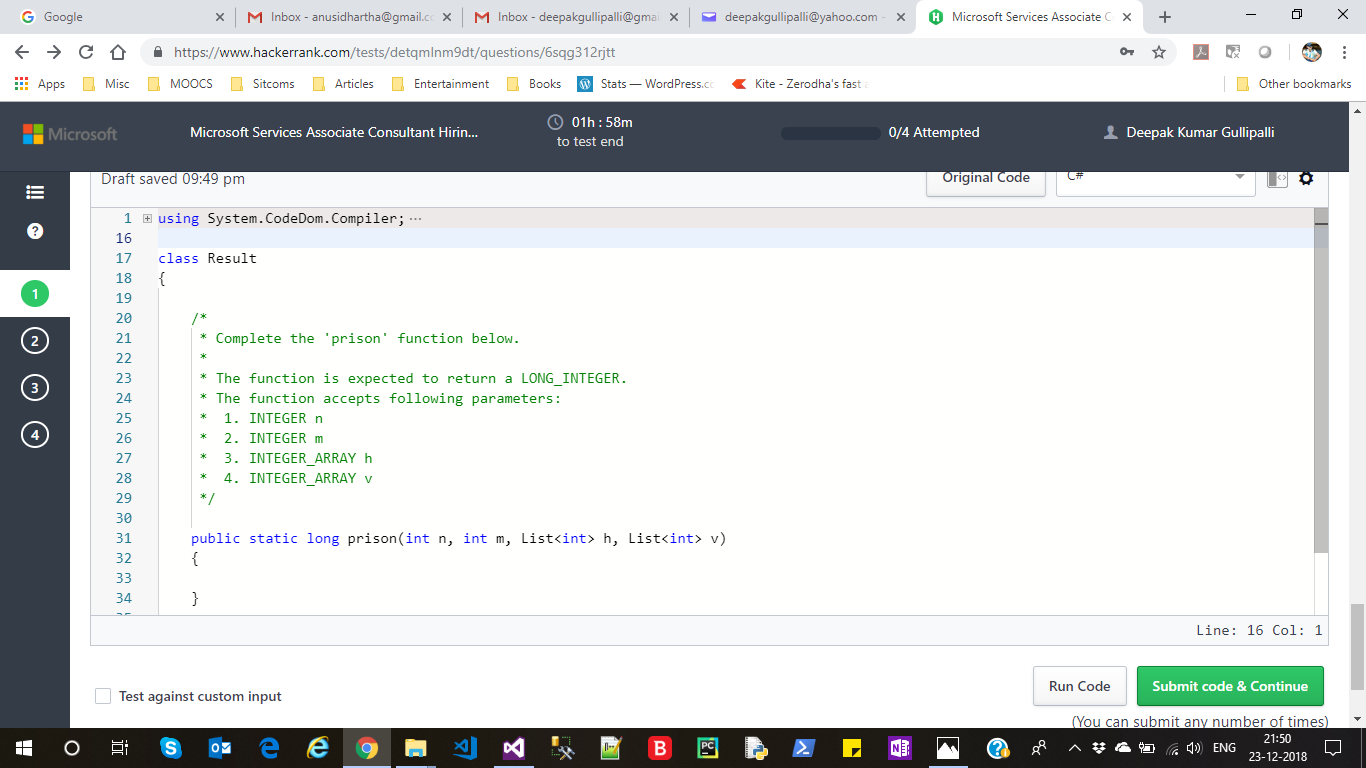 Google
Inbox - anusidhartha@gmail.c
Inbox - deepakgullipalli@gmai
deepakgullipalli@yahoo.com -
Microsoft Services Associate C
https://www.hackerrank.com/tests/detqmlnm9dt/questions/6sqg312rjtt
Apps Misc MOOCS Sitcoms Articles Entertainment Books Stats — WordPress.c Kite - Zerodha's fast Other bookmarks
Microsoft
Microsoft Services Associate Consultant Hirin...
01h : 58m
to test end
0/4 Attempted
Deepak Kumar Gullipalli
Draft saved 09:49 pm
Original Code
C#
1 using System.CodeDom.Compiler; ···
16
17 class Result
18 {
19
20 /*
21 * Complete the 'prison' function below.
22 *
23 * The function is expected to return a LONG_INTEGER.
24 * The function accepts following parameters:
25 * 1. INTEGER n
26 * 2. INTEGER m
27 * 3. INTEGER_ARRAY h
28 * 4. INTEGER_ARRAY v
29 */
30
31 public static long prison(int n, int m, List<int> h, List<int> v)
32 {
33
34 }
1
2
3
4
Line: 16 Col: 1
Test against custom input
Run Code
Submit code & Continue
(You can submit any number of times)
ENG
21:50
23-12-2018